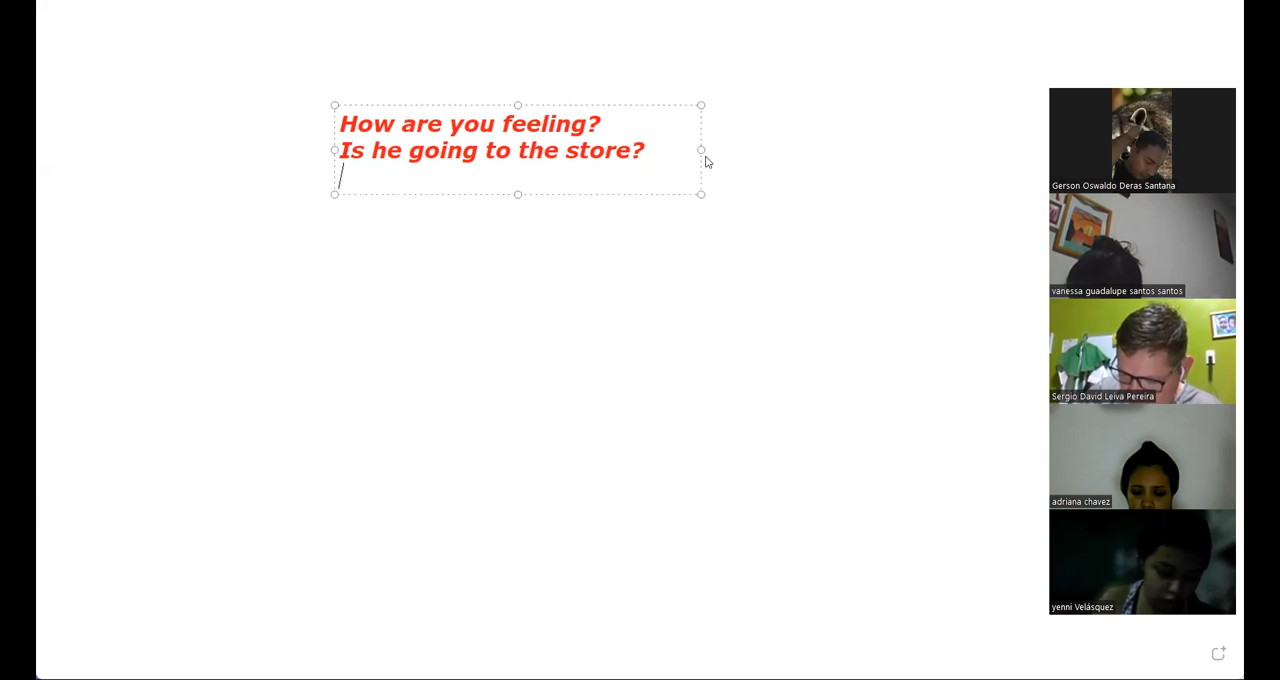 How are you feeling?
Is he going to the store?
Gerson Oswaldo Deras Santana
vanessa guadalupe santos santos
Sergio David Leiva Pereira
adriana chavez
yenni Velásquez